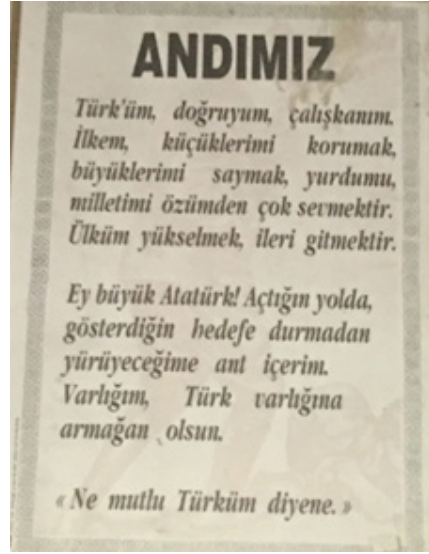 ANDIMIZ
Türk'üm, doğruyum, çalışkanım.
İlkem, küçüklerimi korumak,
büyüklerimi saymak, yurdumu,
milletimi özümden çok sevmektir.
Ülküm yükselmek, ileri gitmektir.
Ey büyük Atatürk! Açtığın yolda,
gösterdiğin hedefe durmadan
yürüyeceğime ant içerim.
Varlığım, Türk varlığına
armağan olsun.
« Ne mutlu Türküm diyene. »